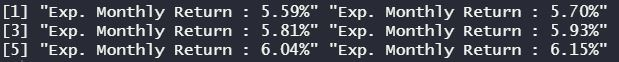 [1] "Exp. Monthly Return : 5.59%" "Exp. Monthly Return : 5.70%"
[3] "Exp. Monthly Return : 5.81%" "Exp. Monthly Return : 5.93%"
[5] "Exp. Monthly Return : 6.04%" "Exp. Monthly Return : 6.15%"